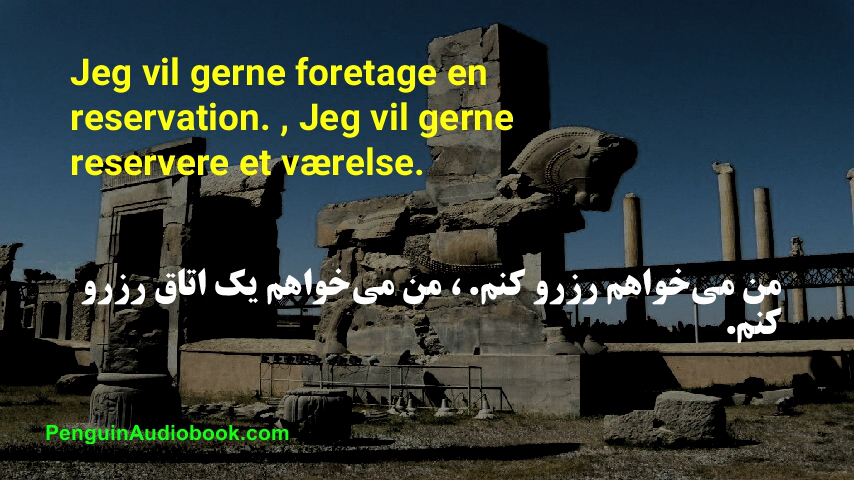 Jeg vil gerne foretage en
reservation. , Jeg vil gerne
reservere et værelse.
من می‌خواهم رزرو کنم. ، من می‌خواهم یک اتاق رزرو
کنم.
PenguinAudiobook.com